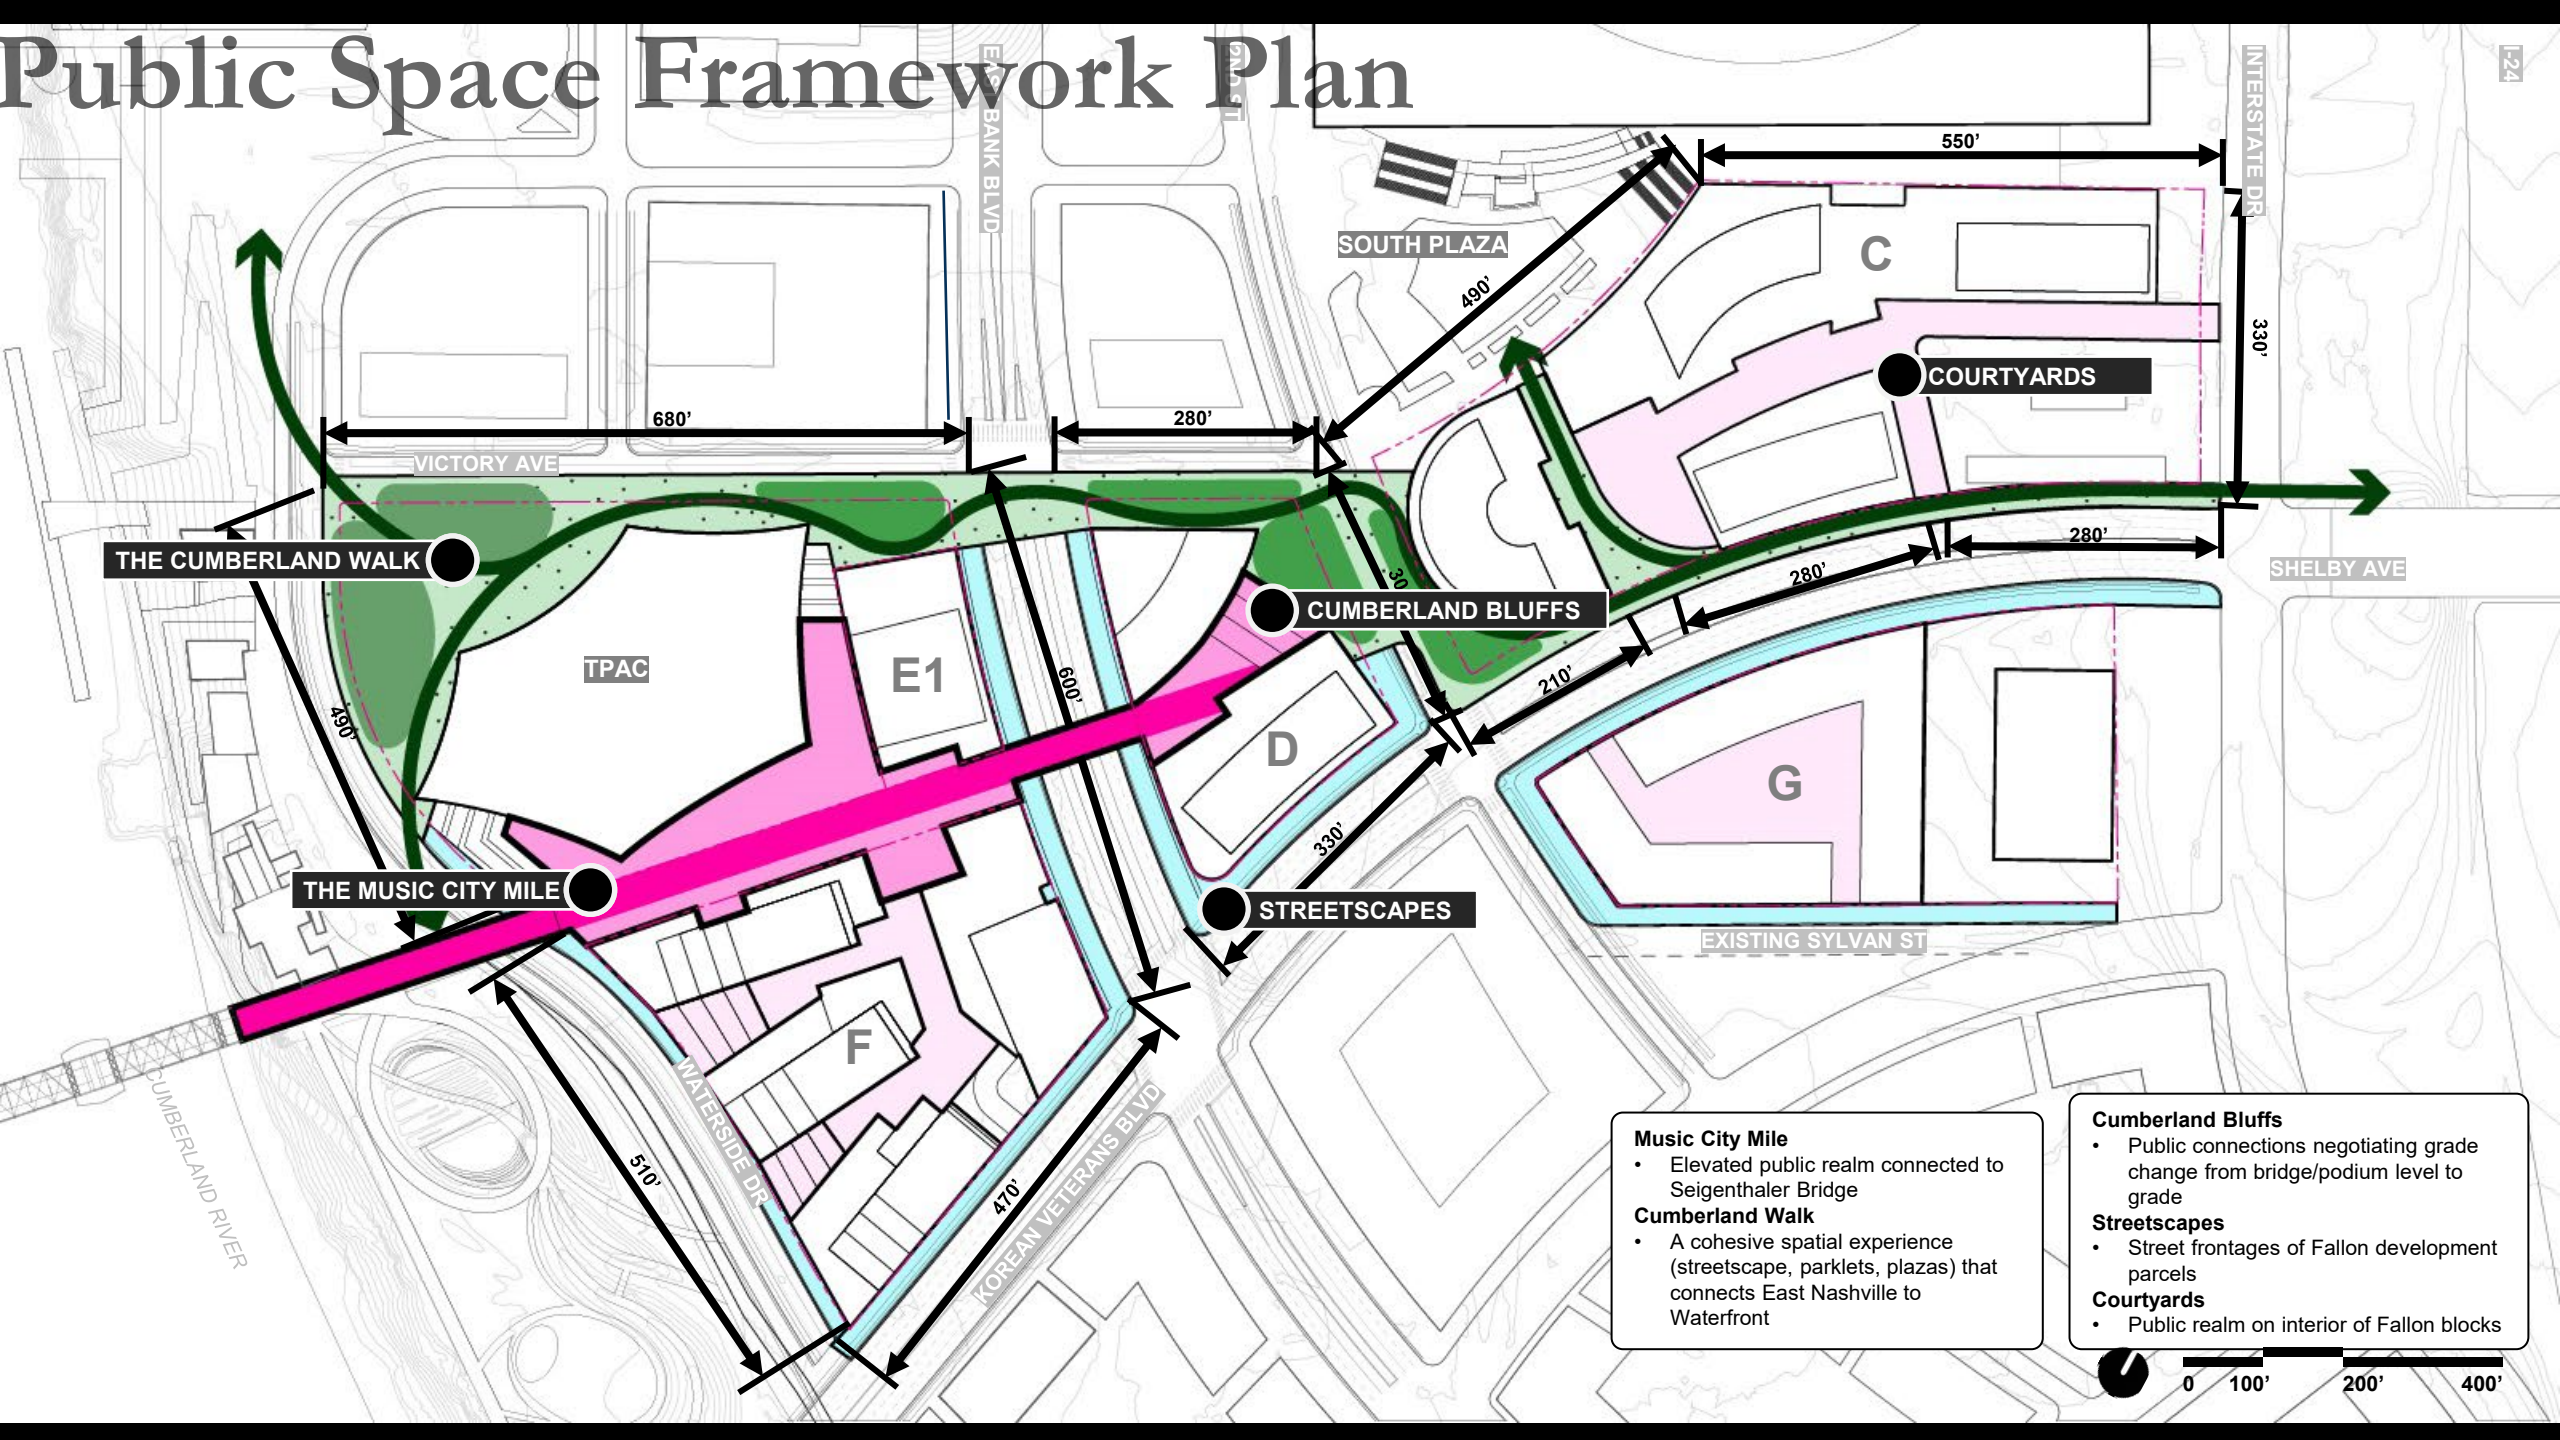 Public Space Framework Plan
EAST BANK BLVD
2ND ST
INTERSTATE DR
I-24
550’
SOUTH PLAZA
490’
C
330’
COURTYARDS
680’
280’
VICTORY AVE
THE CUMBERLAND WALK
CUMBERLAND BLUFFS
280’
280’
SHELBY AVE
TPAC
E1
600’
210’
490’
D
G
330’
THE MUSIC CITY MILE
STREETSCAPES
EXISTING SYLVAN ST
F
WATERSIDE DR
CUMBERLAND RIVER
510’
470’
KOREAN VETERANS BLVD
Music City Mile
• Elevated public realm connected to
Seigenthaler Bridge
Cumberland Walk
• A cohesive spatial experience
(streetscape, parklets, plazas) that
connects East Nashville to
Waterfront
Cumberland Bluffs
• Public connections negotiating grade
change from bridge/podium level to
grade
Streetscapes
• Street frontages of Fallon development
parcels
Courtyards
• Public realm on interior of Fallon blocks
0 100’ 200’ 400’